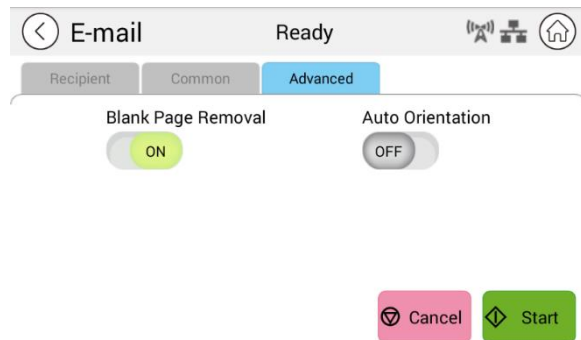 E-mail Ready
Recipient Common Advanced
Blank Page Removal Auto Orientation
ON OFF
Cancel Start